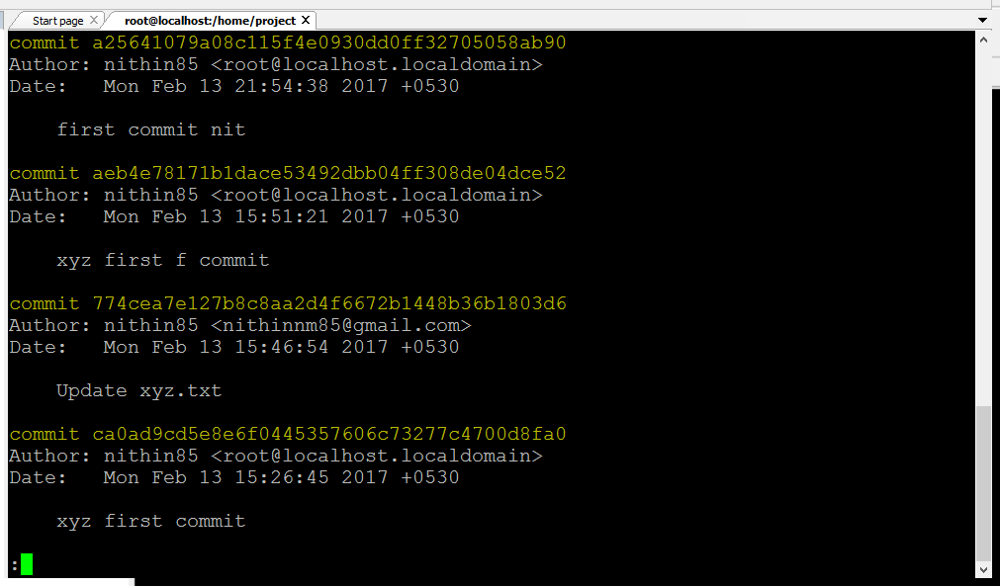 Start page
root@localhost:/home/project
commit a25641079a08c115f4e0930dd0ff32705058ab90
Author: nithin85 <root@localhost.localdomain>
Date:   Mon Feb 13 21:54:38 2017 +0530
    first commit nit
commit aeb4e78171b1dace53492dbb04ff308de04dce52
Author: nithin85 <root@localhost.localdomain>
Date:   Mon Feb 13 15:51:21 2017 +0530
    xyz first f commit
commit 774cea7e127b8c8aa2d4f6672b1448b36b1803d6
Author: nithin85 <nithinnm85@gmail.com>
Date:   Mon Feb 13 15:46:54 2017 +0530
    Update xyz.txt
commit ca0ad9cd5e8e6f0445357606c73277c4700d8fa0
Author: nithin85 <root@localhost.localdomain>
Date:   Mon Feb 13 15:26:45 2017 +0530
    xyz first commit
: